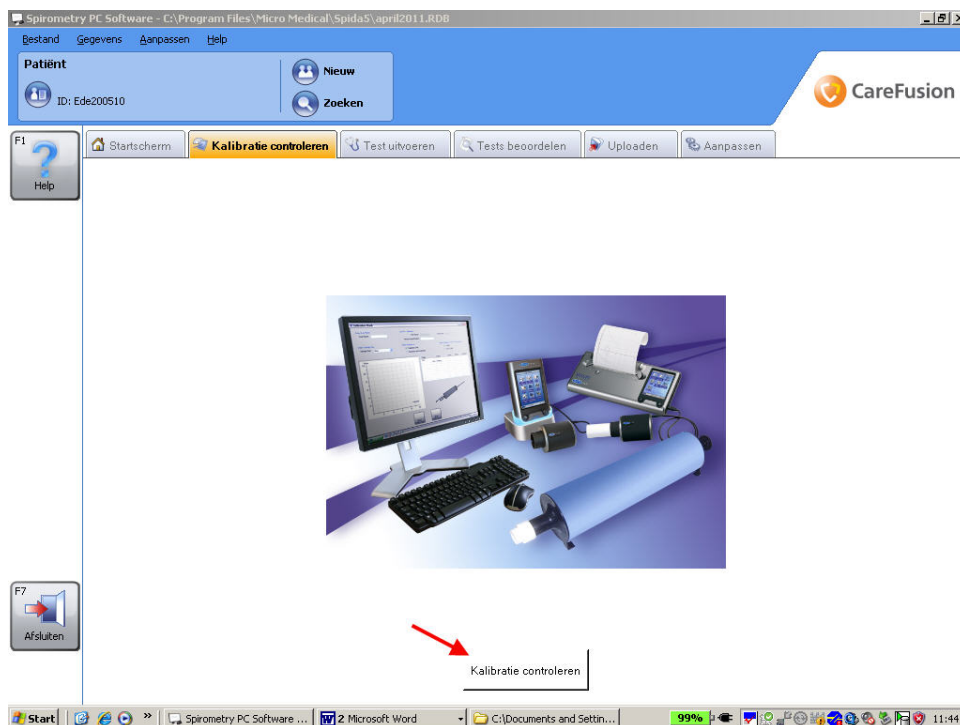 Spirometry PC Software - C:\Program Files\Micro Medical\Spida5\april2011.RDB
Bestand Gegevens Aanpassen Help
Patiënt
ID: Ede200510
Nieuw
Zoeken
CareFusion
F1
Help
Startscherm
Kalibratie controleren
Test uitvoeren
Tests beoordelen
Uploaden
Aanpassen
F7
Afsluiten
Kalibratie controleren
Start
Spirometry PC Software ...
2 Microsoft Word
C:\Documents and Settin...
99%
11:44